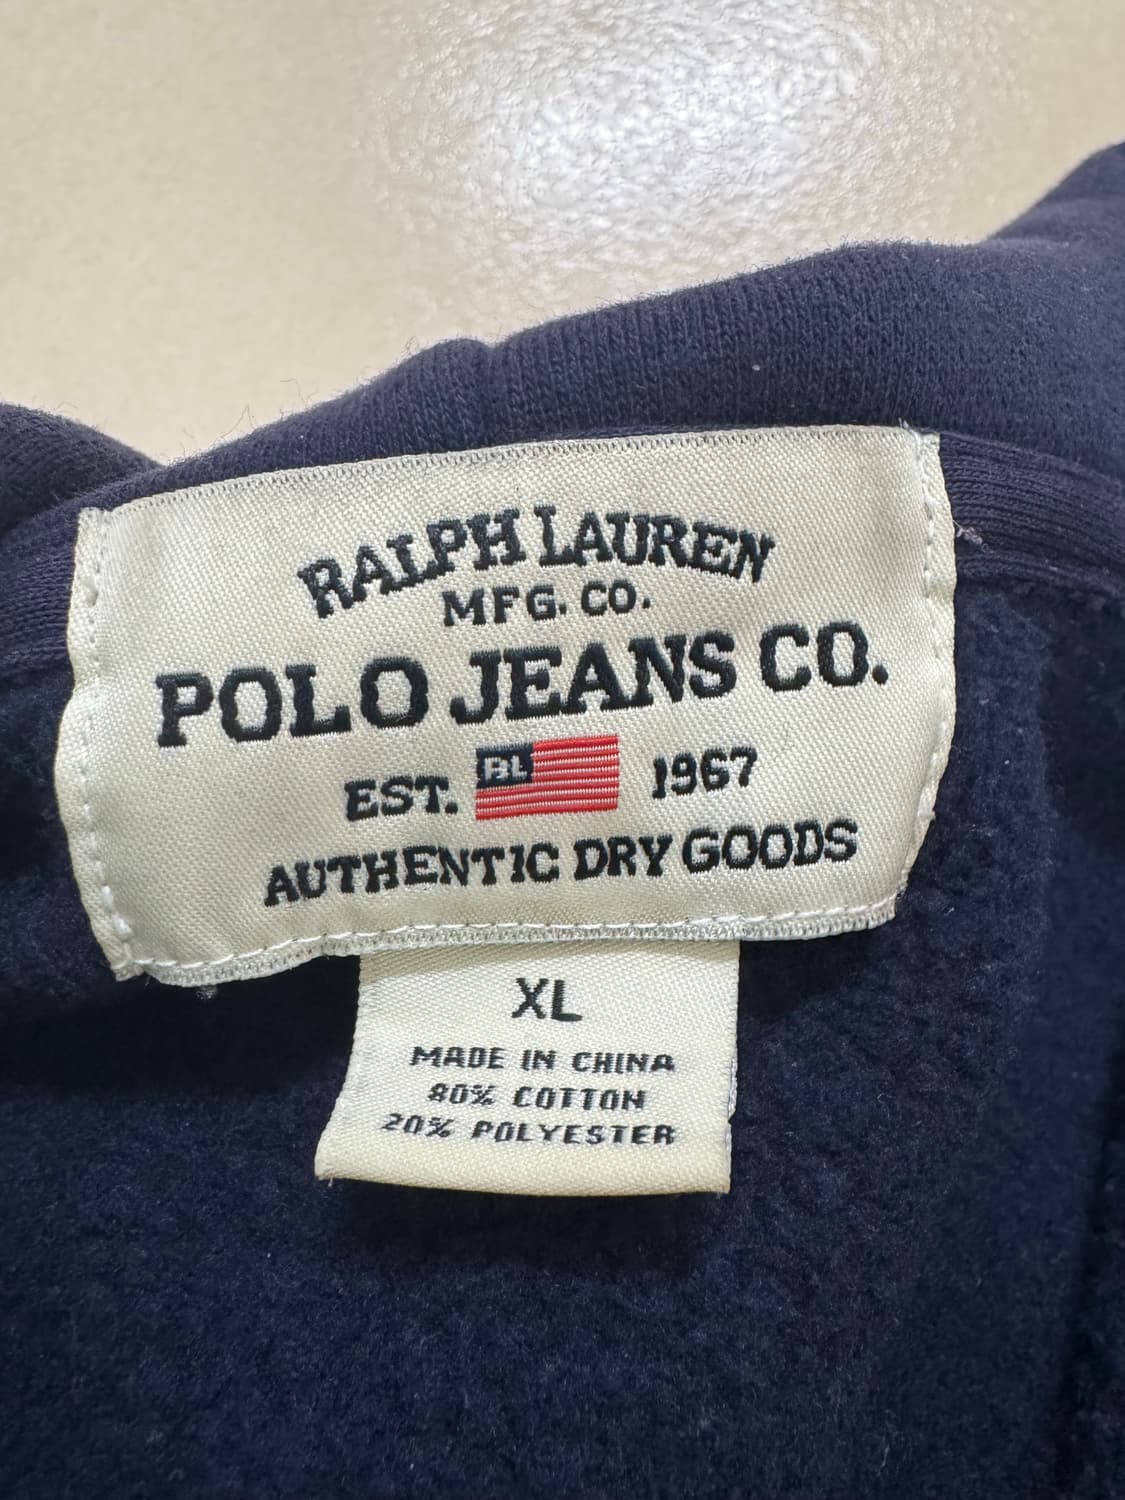 RALPH LAUREN
MFG. CO.
POLO JEANS CO.
EST. RL 1967
AUTHENTIC DRY GOODS
XL
MADE IN CHINA
80% COTTON
20% POLYESTER